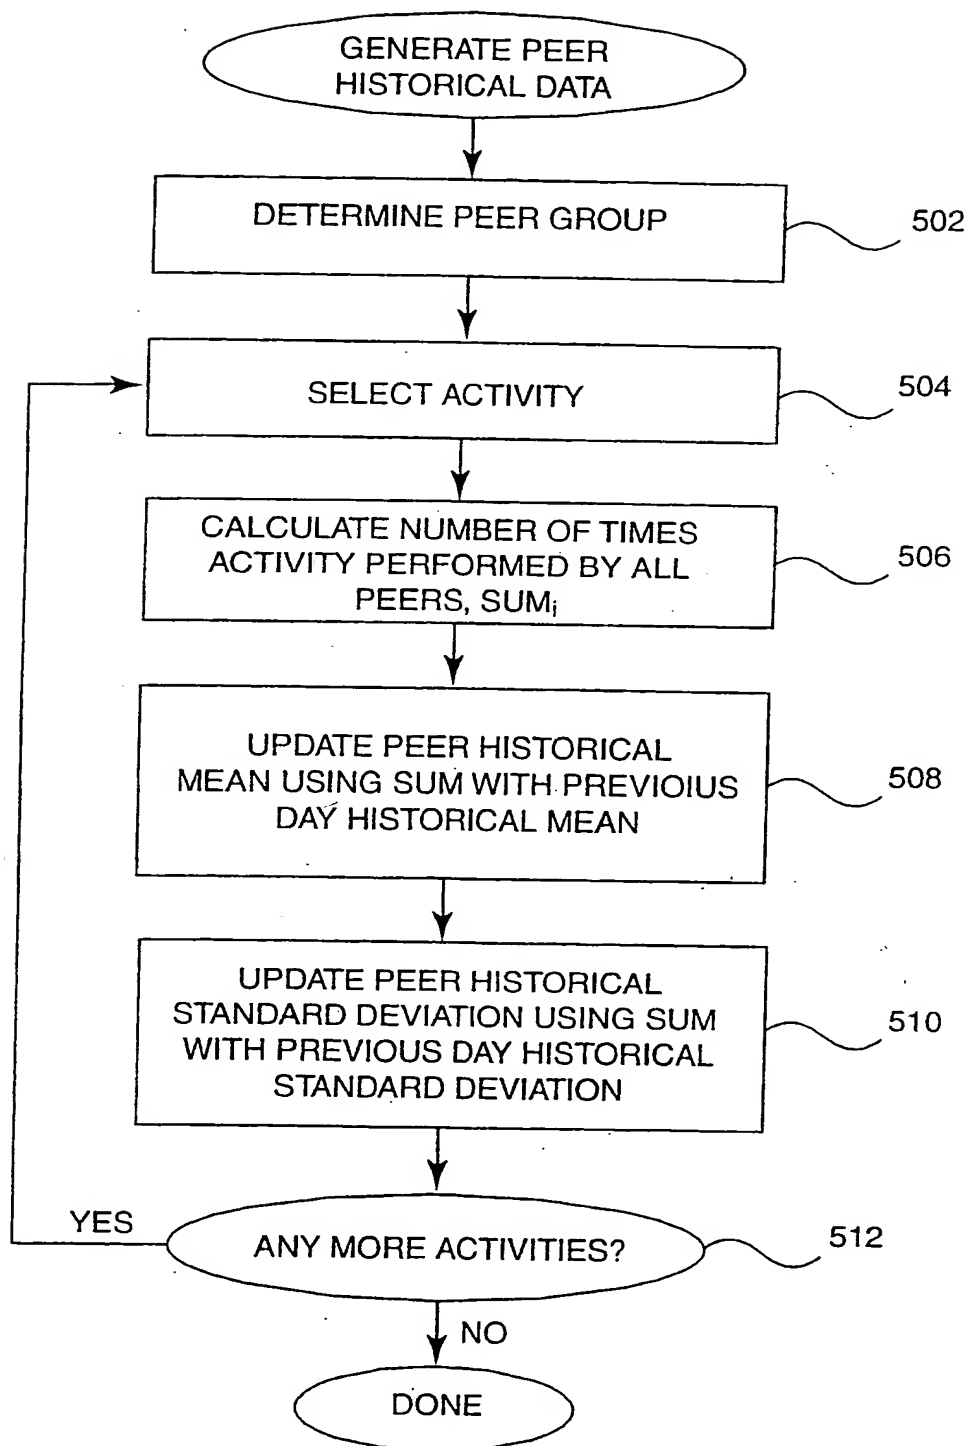 GENERATE PEER
HISTORICAL DATA
DETERMINE PEER GROUP
502
SELECT ACTIVITY
504
CALCULATE NUMBER OF TIMES
ACTIVITY PERFORMED BY ALL
PEERS, SUMi
506
UPDATE PEER HISTORICAL
MEAN USING SUM WITH PREVIOIUS
DAY HISTORICAL MEAN
508
UPDATE PEER HISTORICAL
STANDARD DEVIATION USING SUM
WITH PREVIOUS DAY HISTORICAL
STANDARD DEVIATION
510
YES
ANY MORE ACTIVITIES?
512
NO
DONE